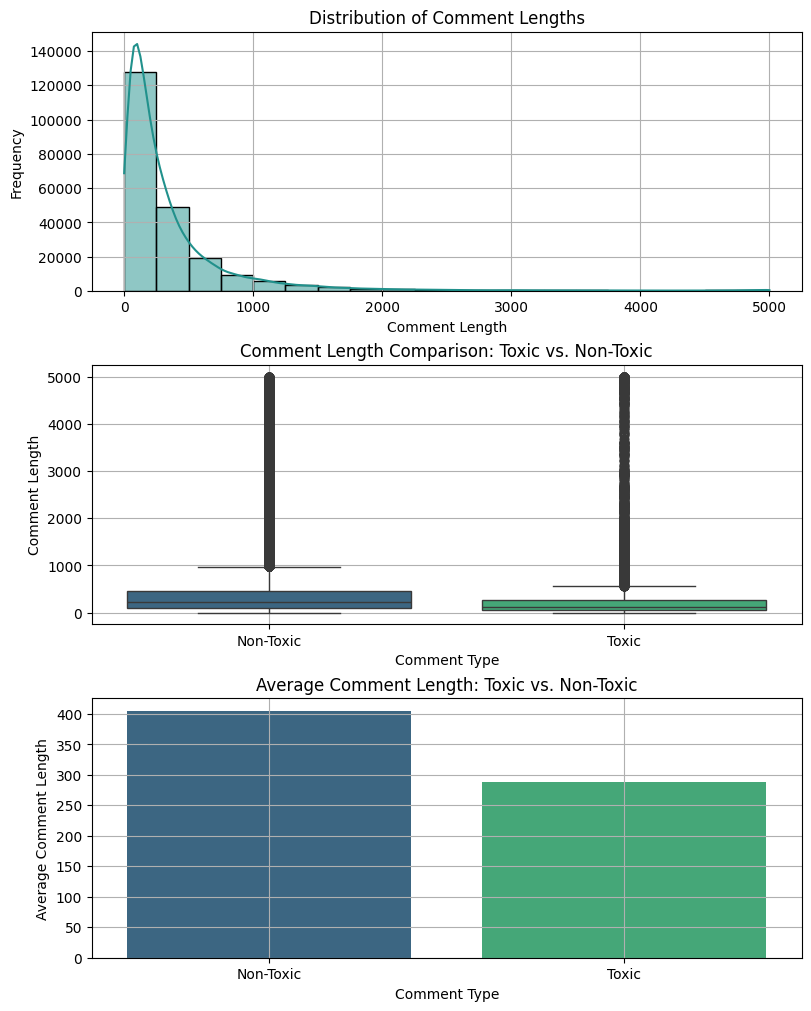 Distribution of Comment Lengths
140000
120000
100000
80000
60000
40000
20000
0
Frequency
0 1000 2000 3000 4000 5000
Comment Length
Comment Length Comparison: Toxic vs. Non-Toxic
5000
4000
3000
2000
1000
0
Comment Length
Non-Toxic Toxic
Comment Type
Average Comment Length: Toxic vs. Non-Toxic
400
350
300
250
200
150
100
50
0
Average Comment Length
Non-Toxic Toxic
Comment Type